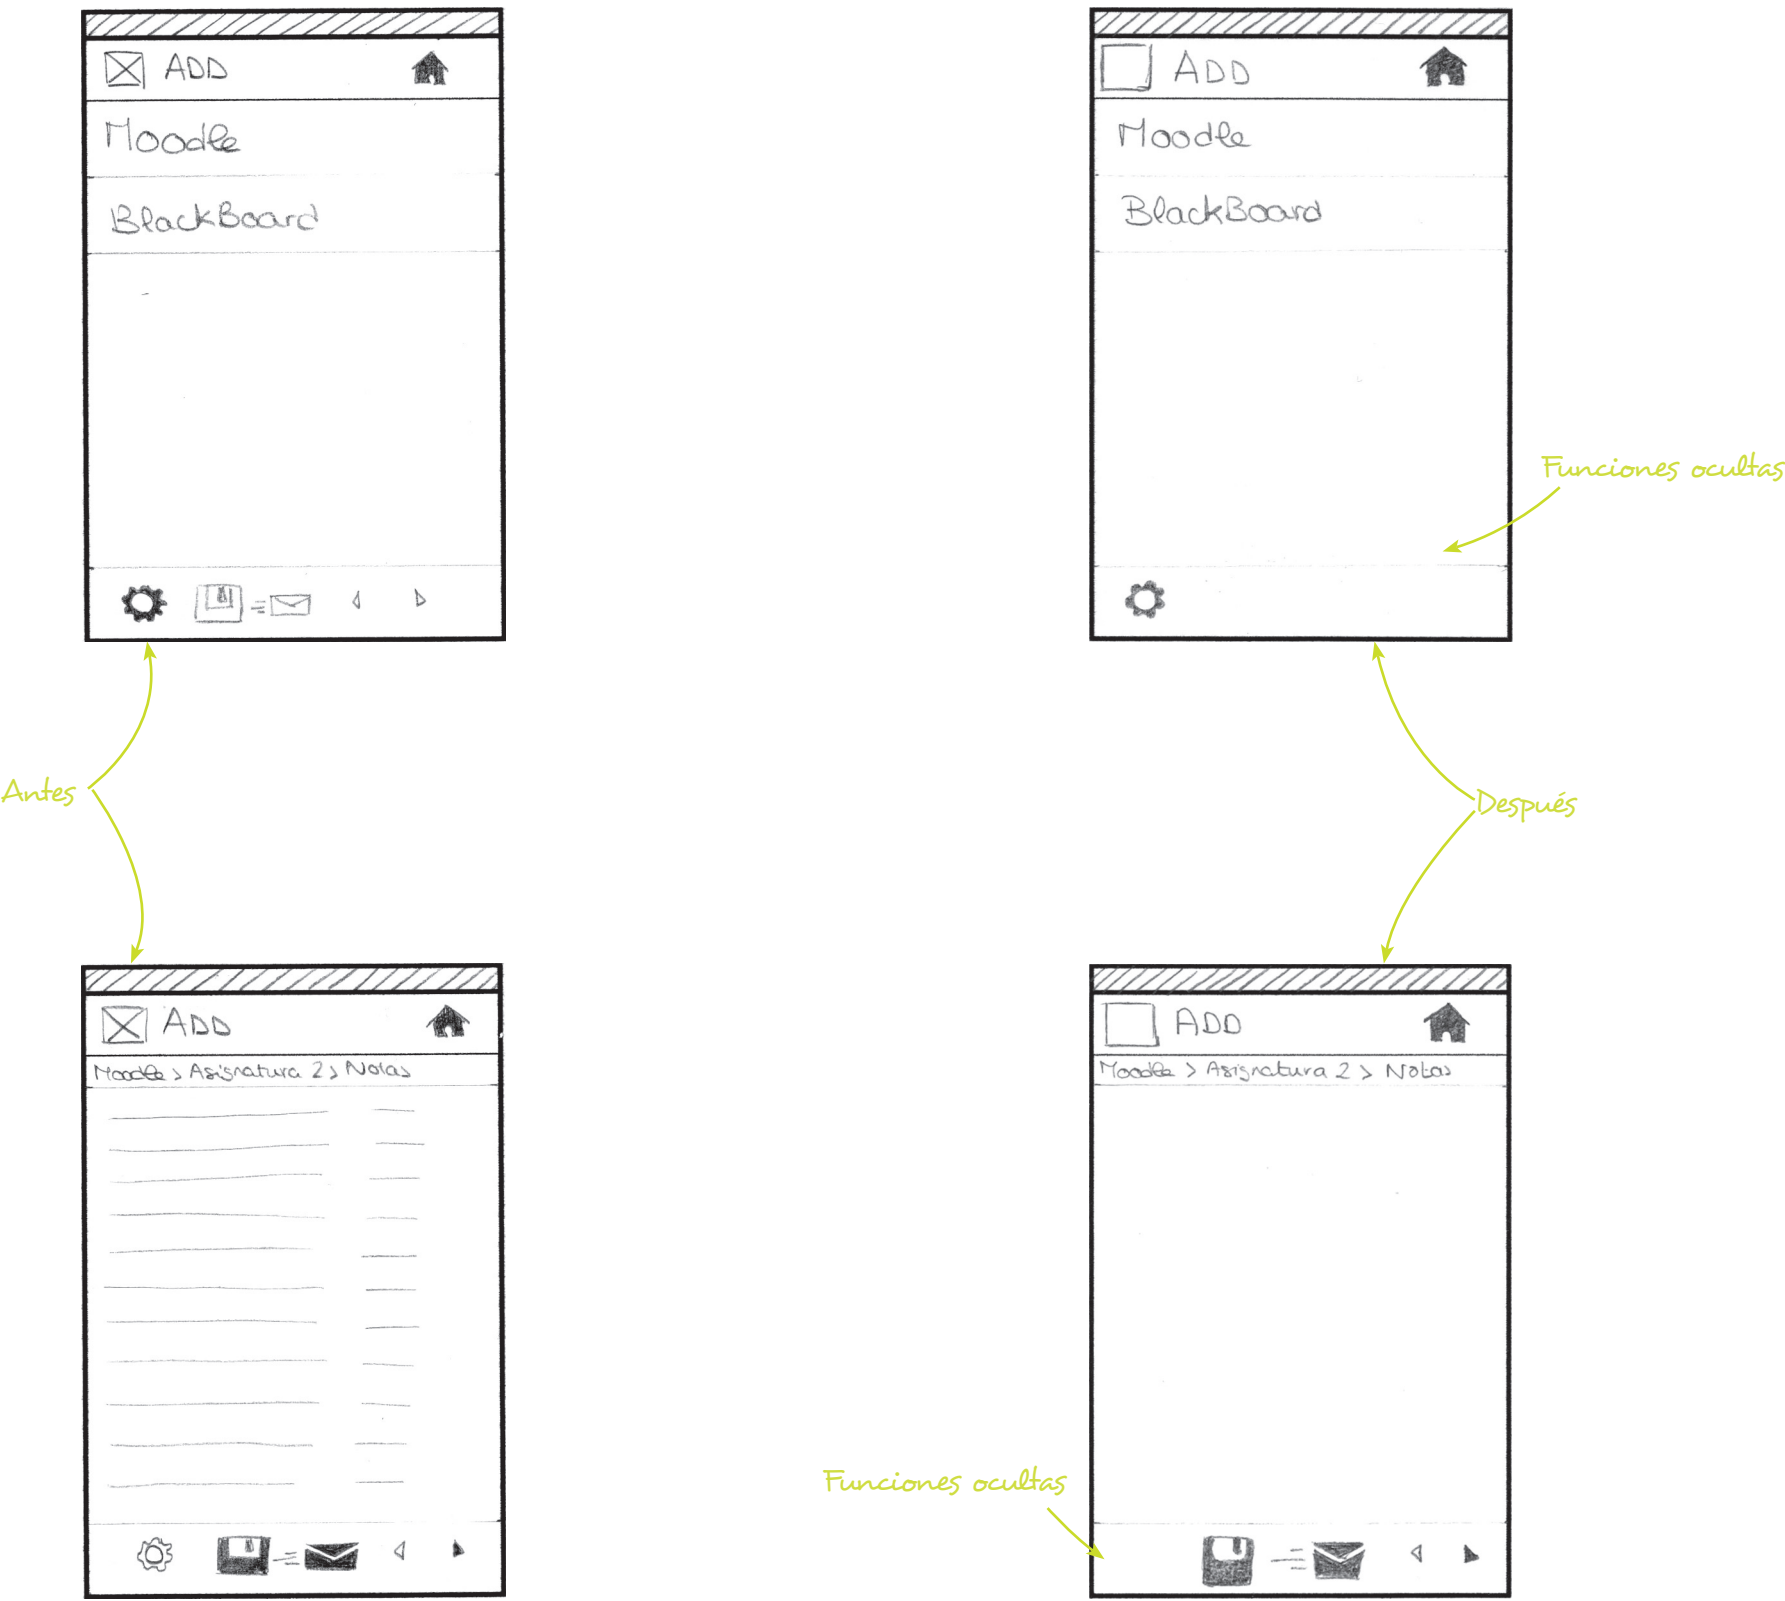 ADD
Moodle
BlackBoard
ADD
Moodle
BlackBoard
Funciones ocultas
Antes
Después
ADD
Moodle > Asignatura 2 > Notas
ADD
Moodle > Asignatura 2 > Notas
Funciones ocultas